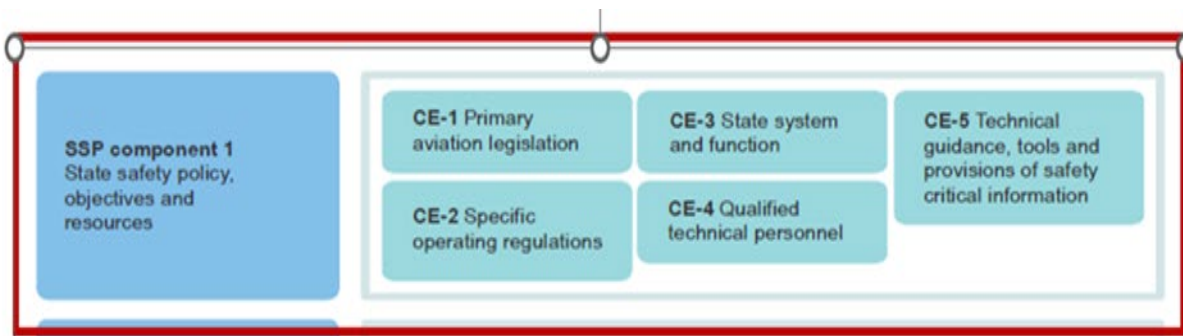 SSP component 1
State safety policy,
objectives and
resources
CE-1 Primary
aviation legislation
CE-2 Specific
operating regulations
CE-3 State system
and function
CE-4 Qualified
technical personnel
CE-5 Technical
guidance, tools and
provisions of safety
critical information